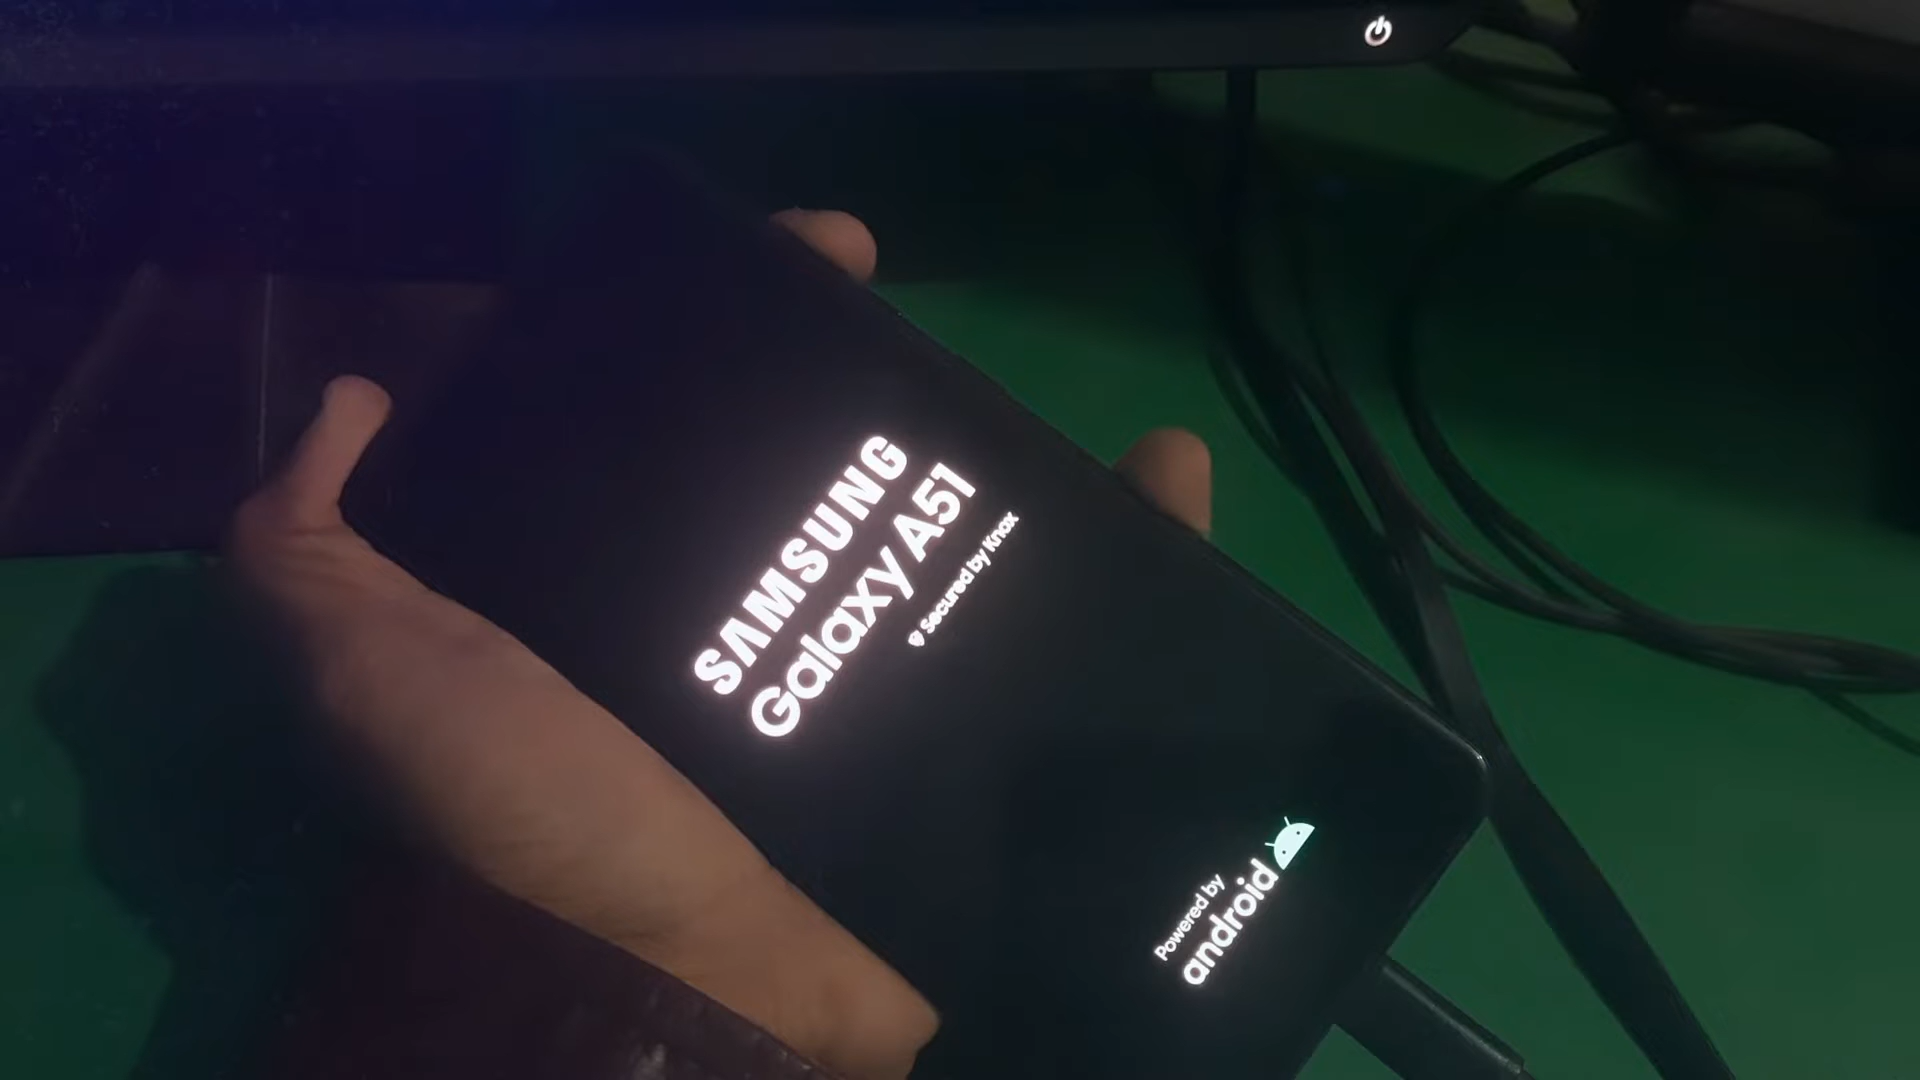 SAMSUNG
Galaxy A51
Secured by Knox
Powered by
android